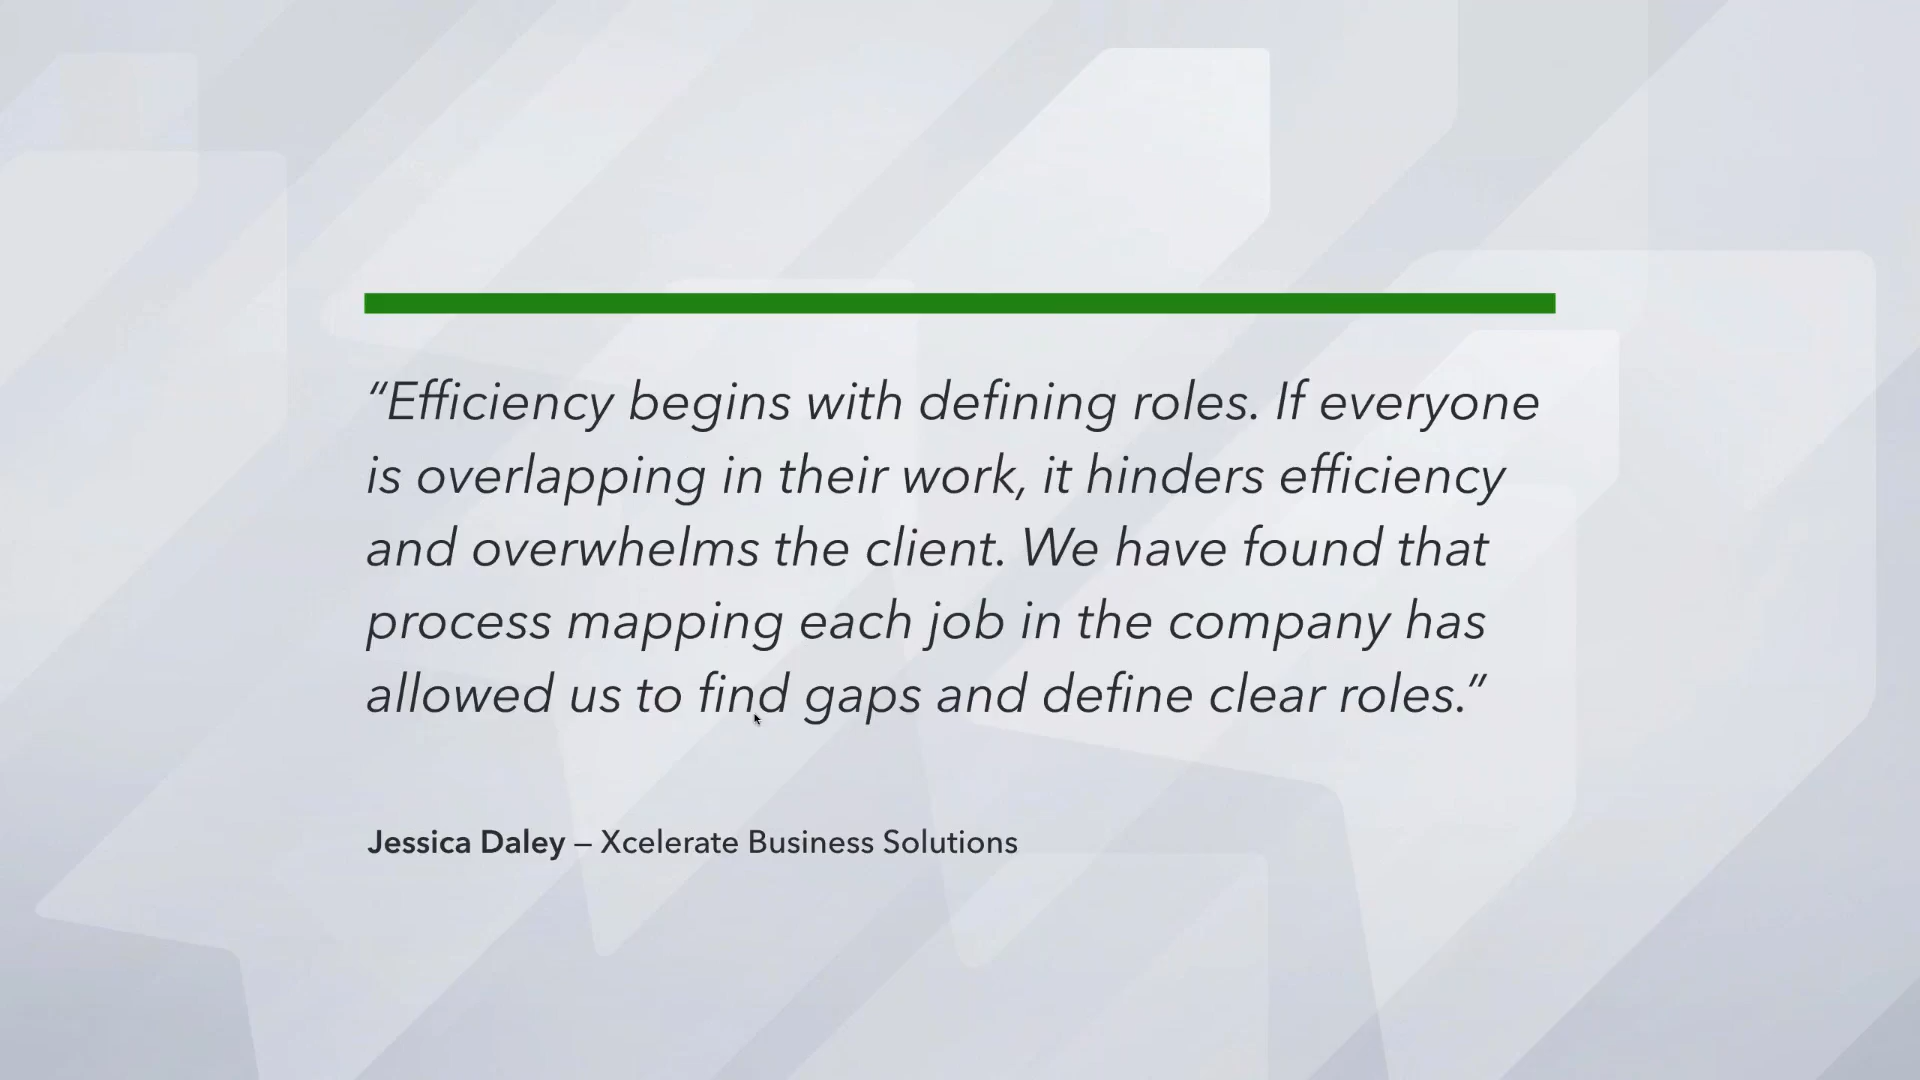 “Efficiency begins with defining roles. If everyone
is overlapping in their work, it hinders efficiency
and overwhelms the client. We have found that
process mapping each job in the company has
allowed us to find gaps and define clear roles.”
Jessica Daley – Xcelerate Business Solutions